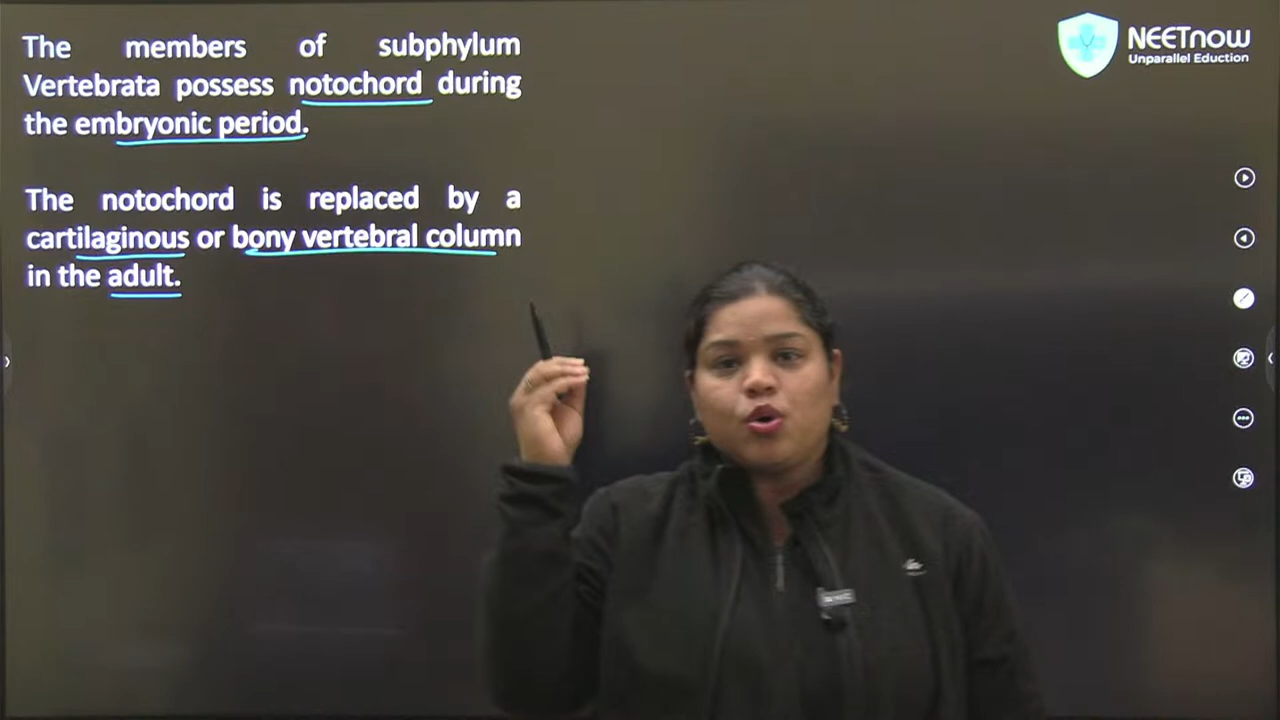 The members of subphylum
Vertebrata possess notochord during
the embryonic period.
The notochord is replaced by a
cartilaginous or bony vertebral column
in the adult.
NEETnow
Unparallel Eduction